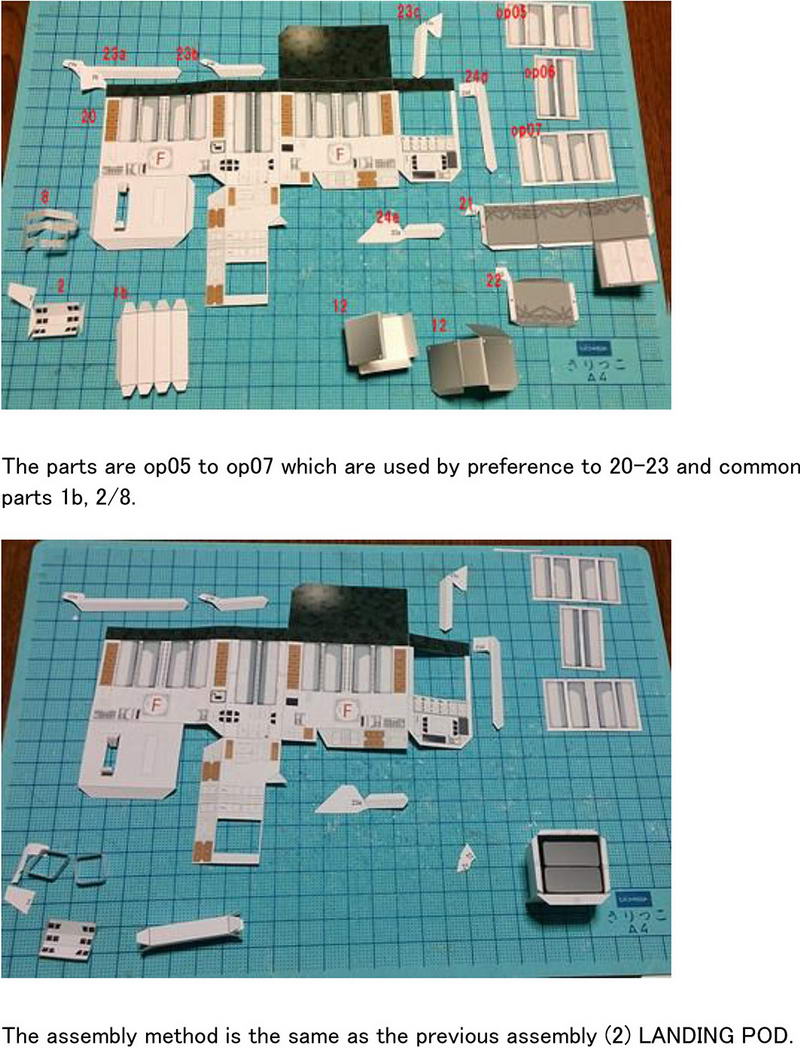 23a
23b
23c
op05
op06
24d
20
op07
F
F
8
24e
21
2
1b
12
12
22
きりっこ
A4
The parts are op05 to op07 which are used by preference to 20-23 and common
parts 1b, 2/8.
F
F
きりっこ
A4
The assembly method is the same as the previous assembly (2) LANDING POD.